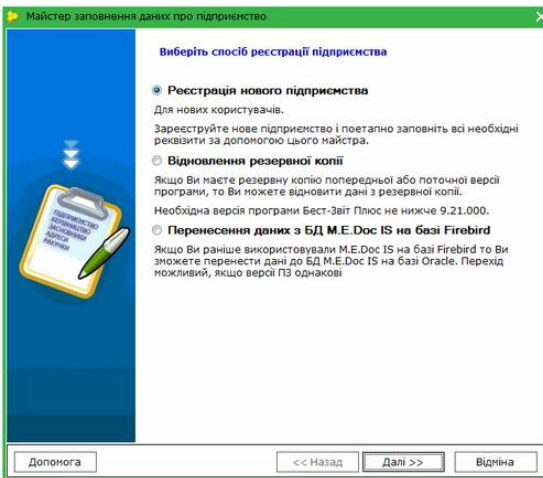 Майстер заповнення даних про підприємство
Виберіть спосіб реєстрації підприємства
Реєстрація нового підприємства
Для нових користувачів.
Зареєструйте нове підприємство і поетапно заповніть всі необхідні
реквізити за допомогою цього майстра.
Відновлення резервної копії
Якщо Ви маєте резервну копію попередньої або поточної версії
програми, то Ви можете відновити дані з резервної копії.
Необхідна версія програми Бест-Звіт Плюс не нижче 9.21.000.
Перенесення даних з БД M.E.Doc IS на базі Firebird
Якщо Ви раніше використовували M.E.Doc IS на базі Firebird то Ви
зможете перенести дані до БД M.E.Doc IS на базі Oracle. Перехід
можливий, якщо версії ПЗ однакові
ПІДПРИЄМСТВО
КЕРІВНИЦТВО
ЗАСНОВНИКИ
АДРЕСИ
РАХУНКИ
Допомога
<< Назад
Далі >>
Відміна